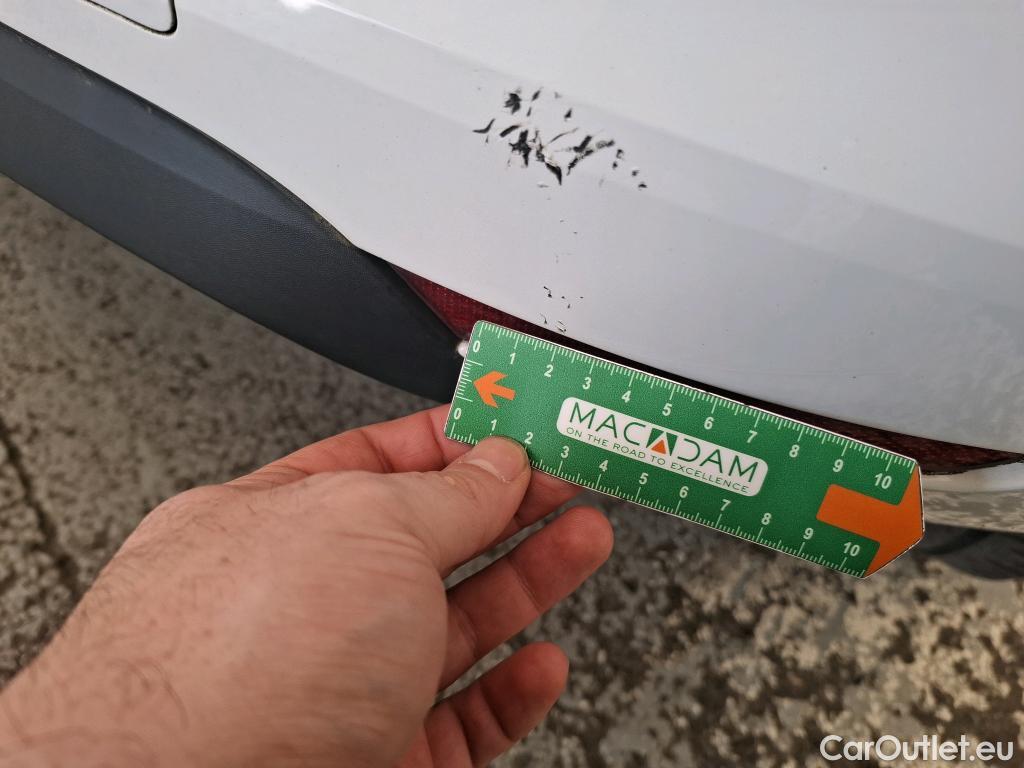 0 1 2 3 4 5 6 7 8 9 10
MACADAM
ON THE ROAD TO EXCELLENCE
0 1 2 3 4 5 6 7 8 9 10
CarOutlet.eu